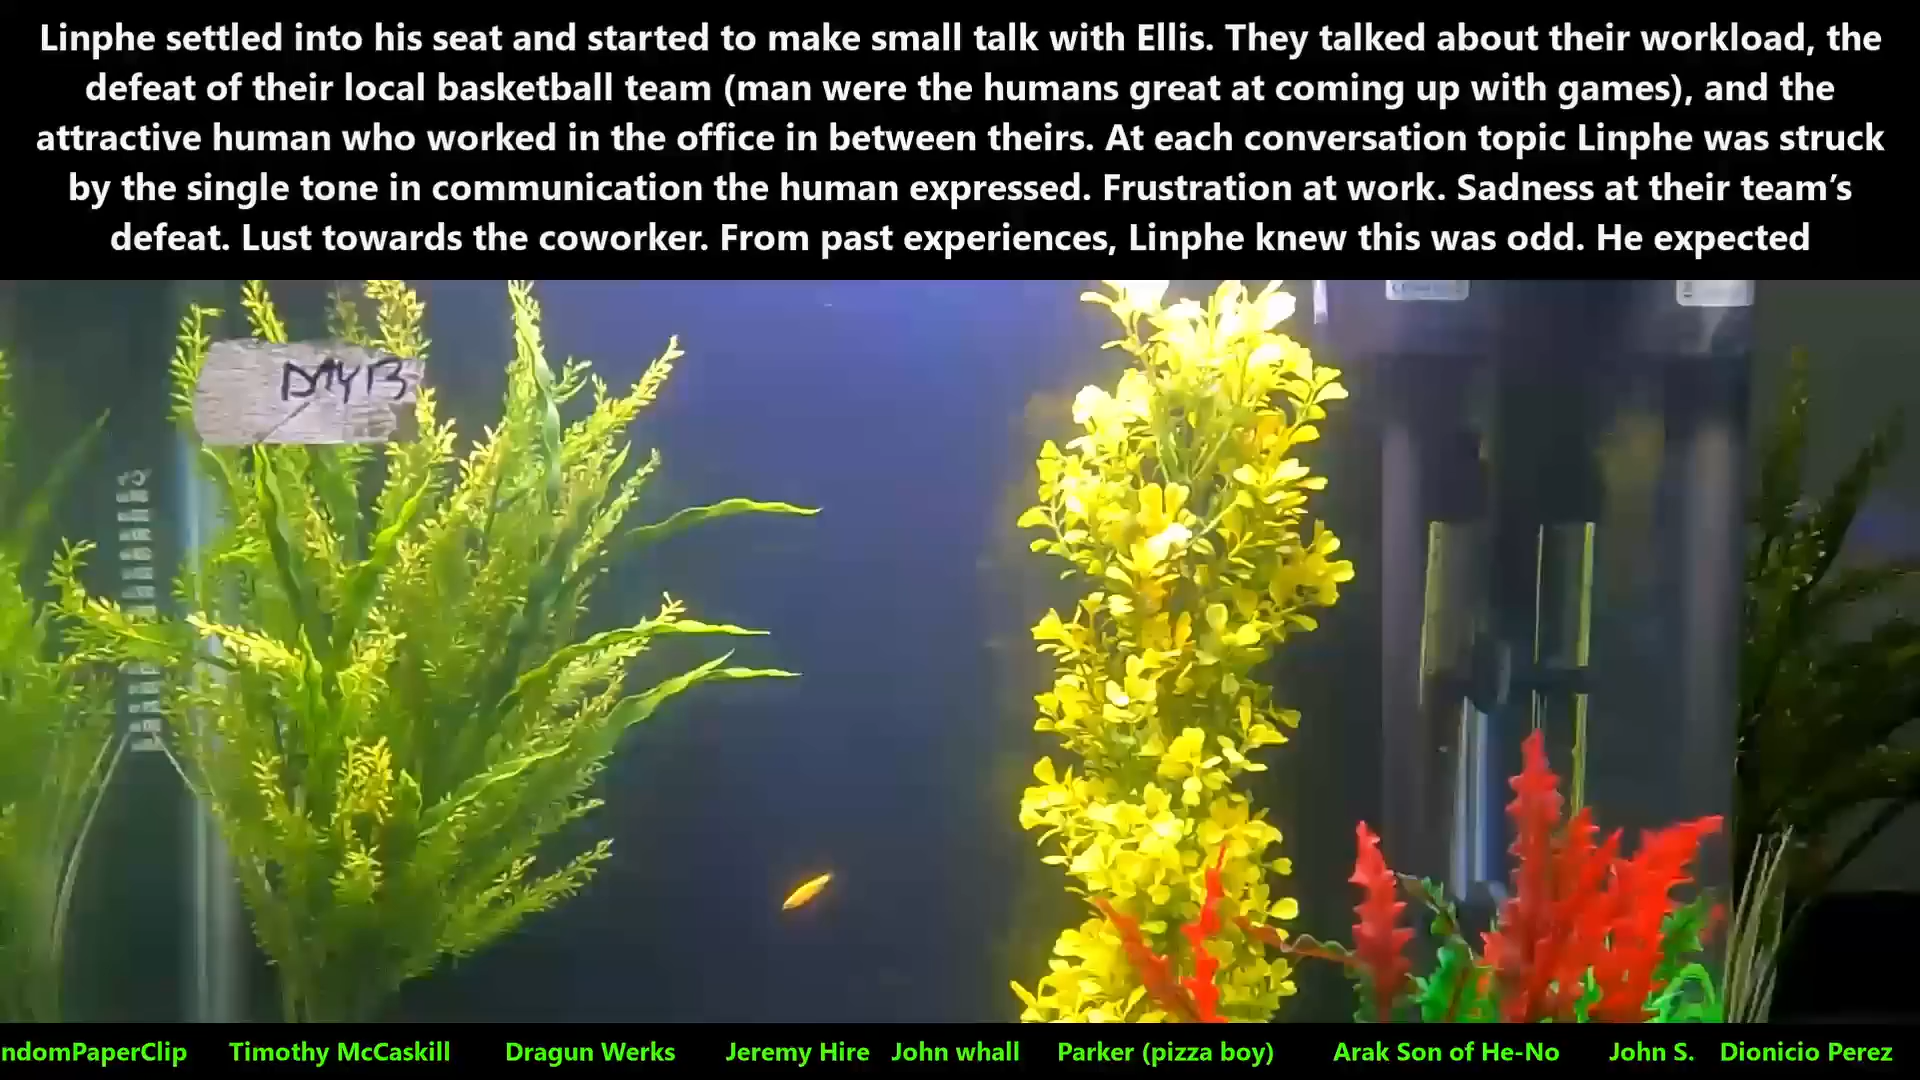 Linphe settled into his seat and started to make small talk with Ellis. They talked about their workload, the
defeat of their local basketball team (man were the humans great at coming up with games), and the
attractive human who worked in the office in between theirs. At each conversation topic Linphe was struck
by the single tone in communication the human expressed. Frustration at work. Sadness at their team’s
defeat. Lust towards the coworker. From past experiences, Linphe knew this was odd. He expected
DAY 13
ndomPaperClip Timothy McCaskill Dragun Werks Jeremy Hire John whall Parker (pizza boy) Arak Son of He-No John S. Dionicio Perez